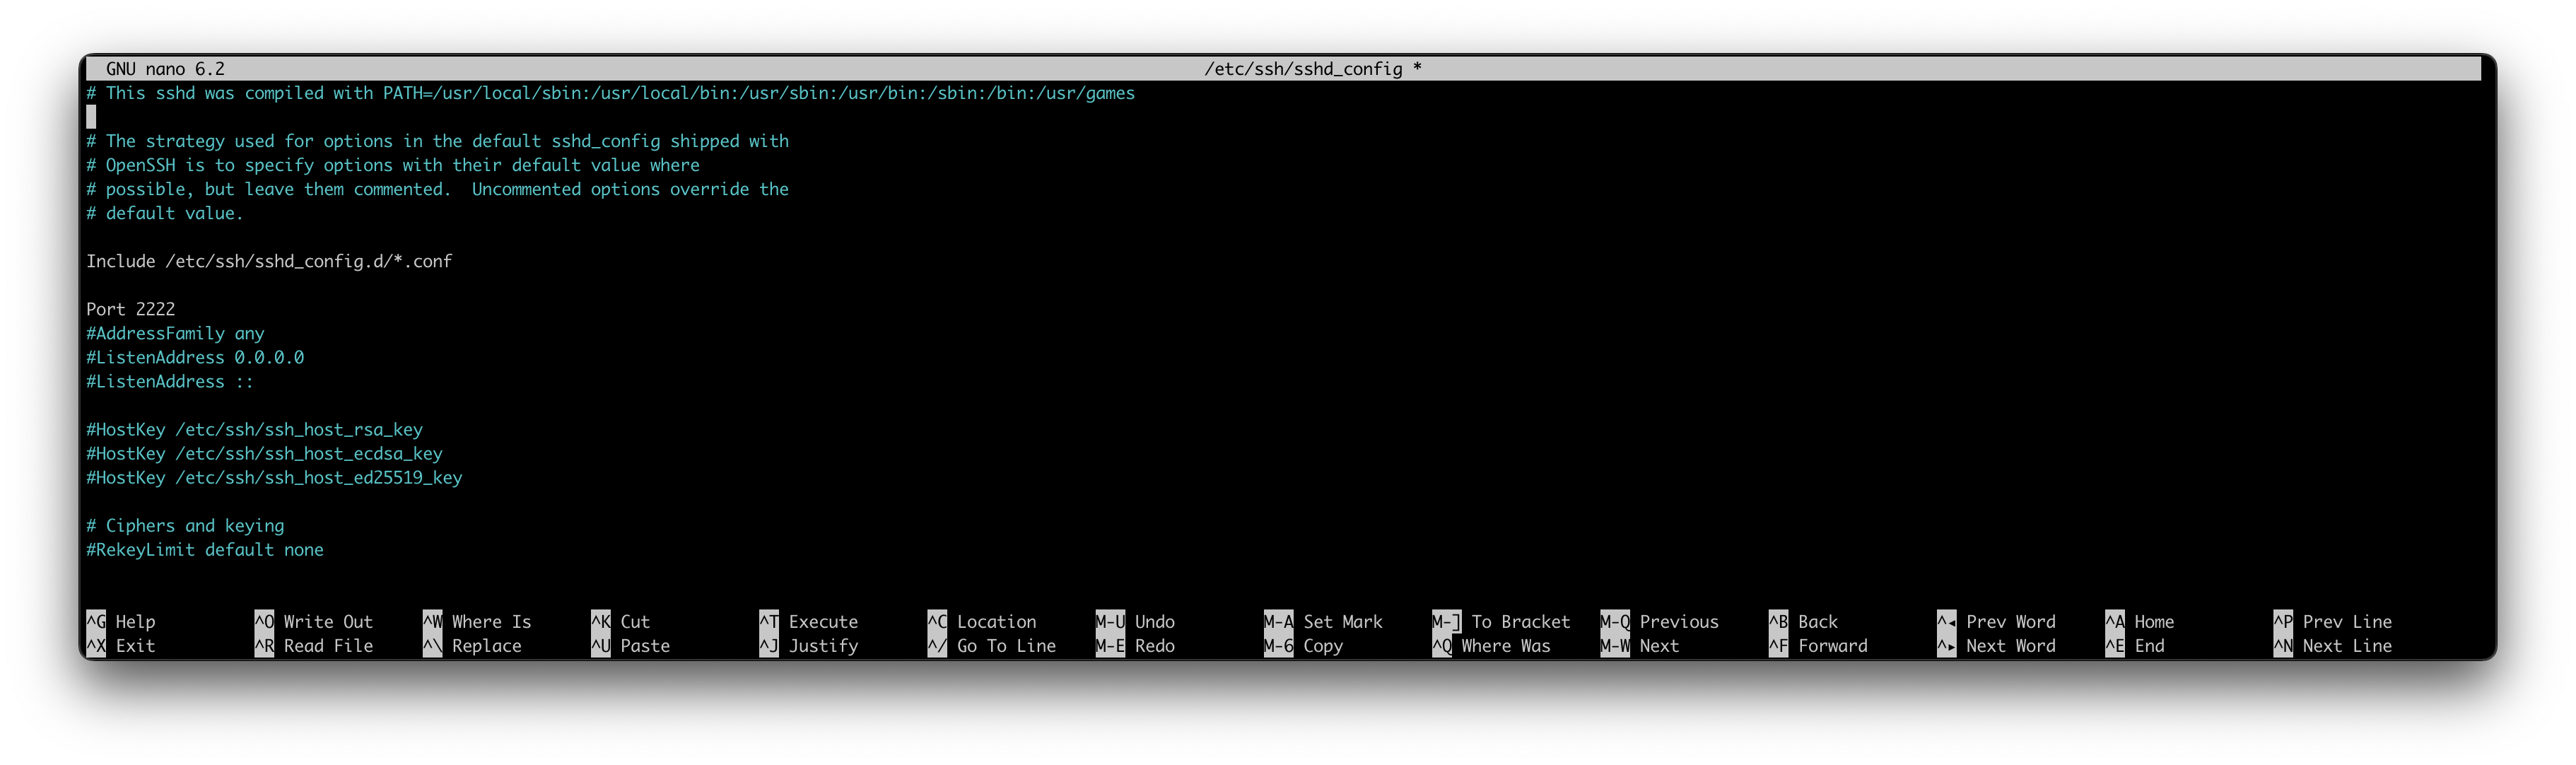 GNU nano 6.2 /etc/ssh/sshd_config *
# This sshd was compiled with PATH=/usr/local/sbin:/usr/local/bin:/usr/sbin:/usr/bin:/sbin:/bin:/usr/games
# The strategy used for options in the default sshd_config shipped with
# OpenSSH is to specify options with their default value where
# possible, but leave them commented.  Uncommented options override the
# default value.
Include /etc/ssh/sshd_config.d/*.conf
Port 2222
#AddressFamily any
#ListenAddress 0.0.0.0
#ListenAddress ::
#HostKey /etc/ssh/ssh_host_rsa_key
#HostKey /etc/ssh/ssh_host_ecdsa_key
#HostKey /etc/ssh/ssh_host_ed25519_key
# Ciphers and keying
#RekeyLimit default none
^G Help ^O Write Out ^W Where Is ^K Cut ^T Execute ^C Location M-U Undo M-A Set Mark M-] To Bracket M-Q Previous ^B Back ^◂ Prev Word ^A Home ^P Prev Line
^X Exit ^R Read File ^\ Replace ^U Paste ^J Justify ^/ Go To Line M-E Redo M-6 Copy ^Q Where Was M-W Next ^F Forward ^▸ Next Word ^E End ^N Next Line